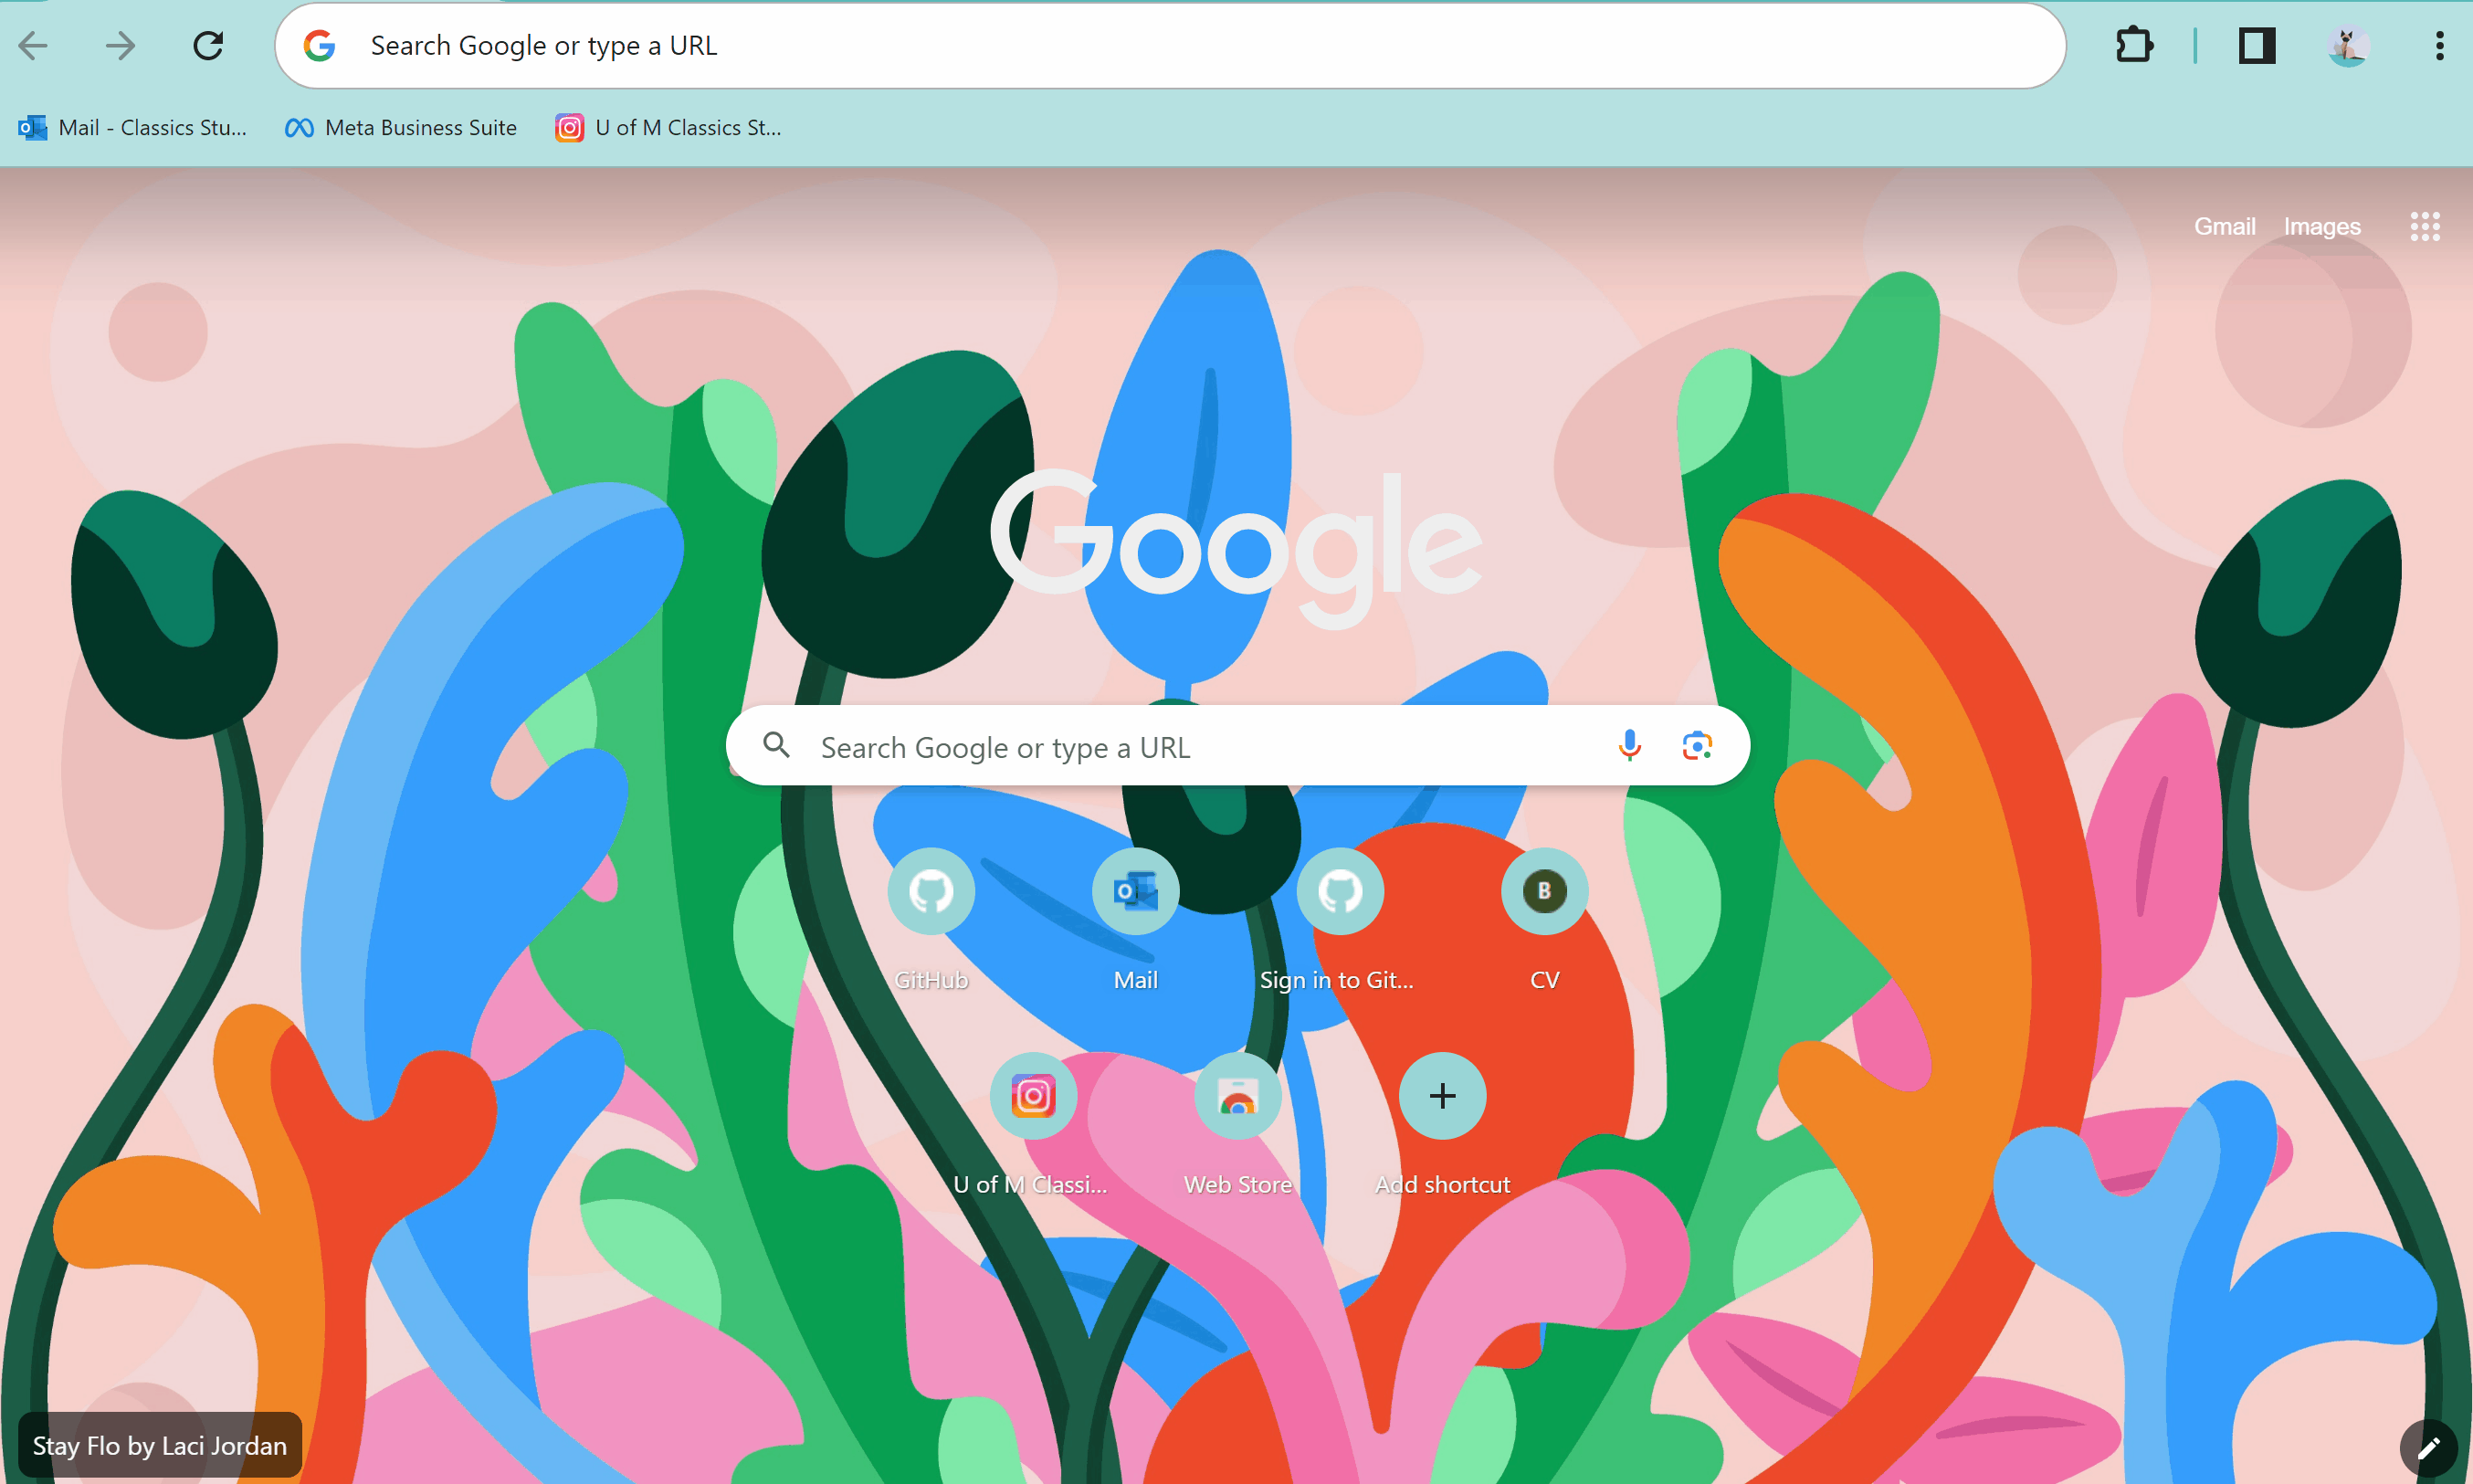 Search Google or type a URL
Mail - Classics Stu...
Meta Business Suite
U of M Classics St...
Gmail
Images
Google
Search Google or type a URL
GitHub
Mail
Sign in to Git...
B
CV
U of M Classi...
Web Store
Add shortcut
Stay Flo by Laci Jordan